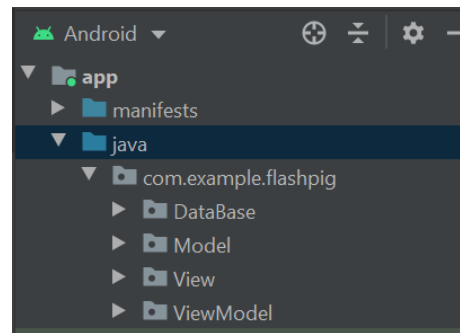 Android
app
manifests
java
com.example.flashpig
DataBase
Model
View
ViewModel